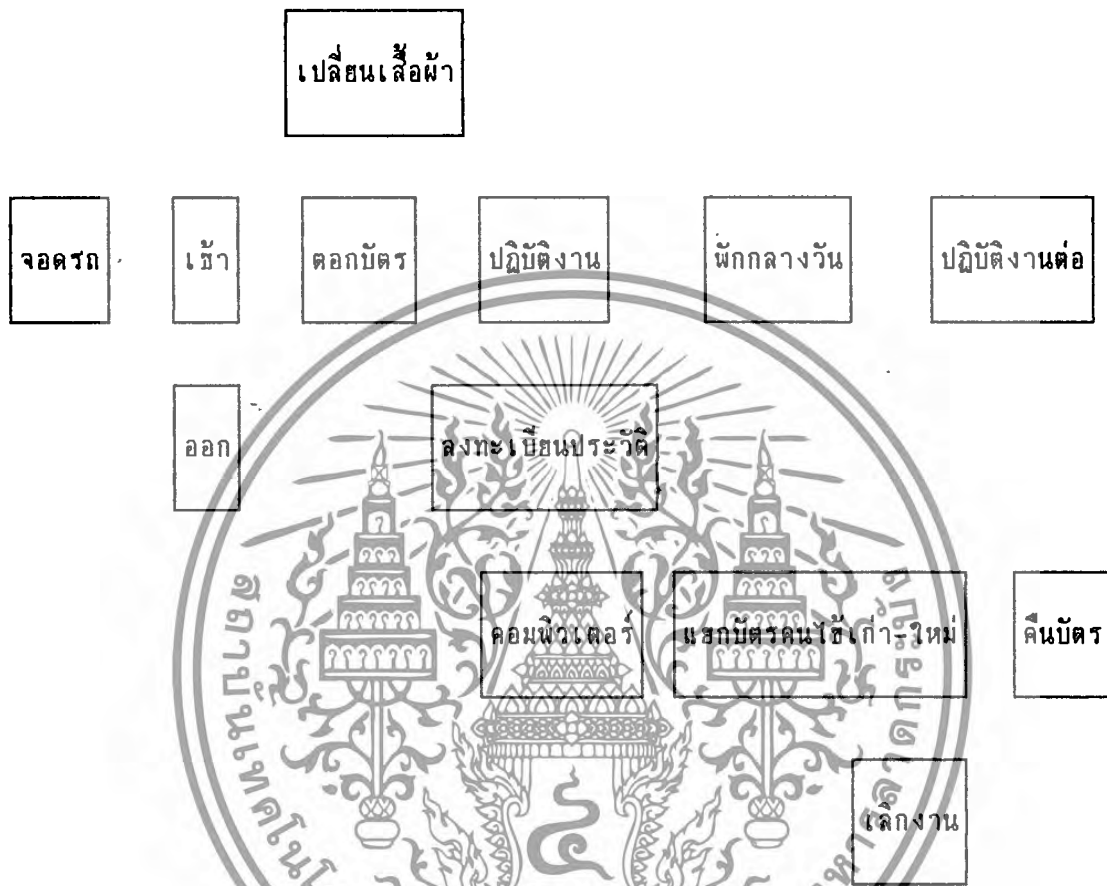 เปลี่ยนเสื้อผ้า
จอดรถ เข้า ตอกบัตร ปฏิบัติงาน พักกลางวัน ปฏิบัติงานต่อ
ออก ลงทะเบียนประวัติ
คอมพิวเตอร์ แยกบัตรคนไข้เก่า-ใหม่ คืนบัตร
เลิกงาน